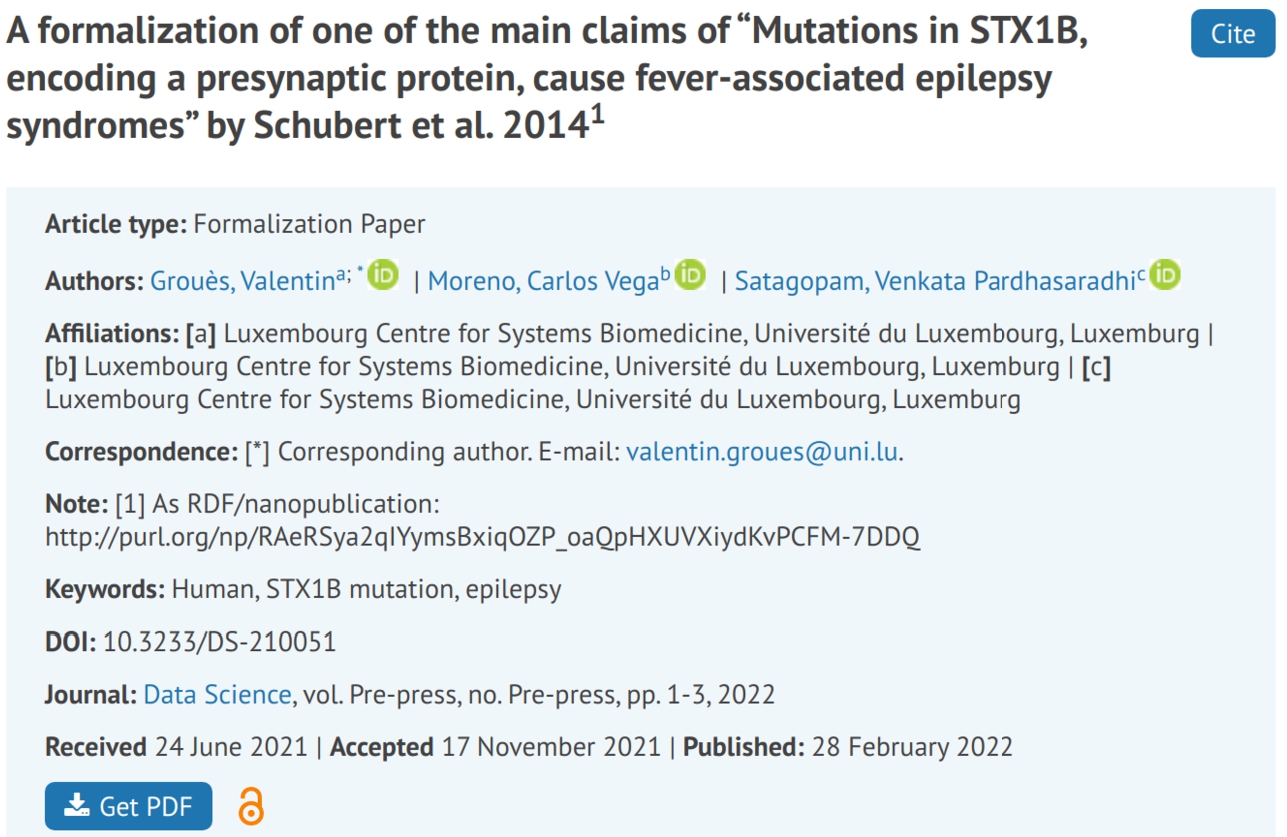 A formalization of one of the main claims of “Mutations in STX1B,
encoding a presynaptic protein, cause fever-associated epilepsy
syndromes” by Schubert et al. 2014¹
Cite
Article type: Formalization Paper
Authors: Grouès, Valentinᵃ; * iD | Moreno, Carlos Vegaᵇ iD | Satagopam, Venkata Pardhasaradhiᶜ iD
Affiliations: [a] Luxembourg Centre for Systems Biomedicine, Université du Luxembourg, Luxemburg |
[b] Luxembourg Centre for Systems Biomedicine, Université du Luxembourg, Luxemburg | [c]
Luxembourg Centre for Systems Biomedicine, Université du Luxembourg, Luxemburg
Correspondence: [*] Corresponding author. E-mail: valentin.groues@uni.lu.
Note: [1] As RDF/nanopublication:
http://purl.org/np/RAeRSya2qIYymsBxiqOZP_oaQpHXUVXiydKvPCFM-7DDQ
Keywords: Human, STX1B mutation, epilepsy
DOI: 10.3233/DS-210051
Journal: Data Science, vol. Pre-press, no. Pre-press, pp. 1-3, 2022
Received 24 June 2021 | Accepted 17 November 2021 | Published: 28 February 2022
Get PDF